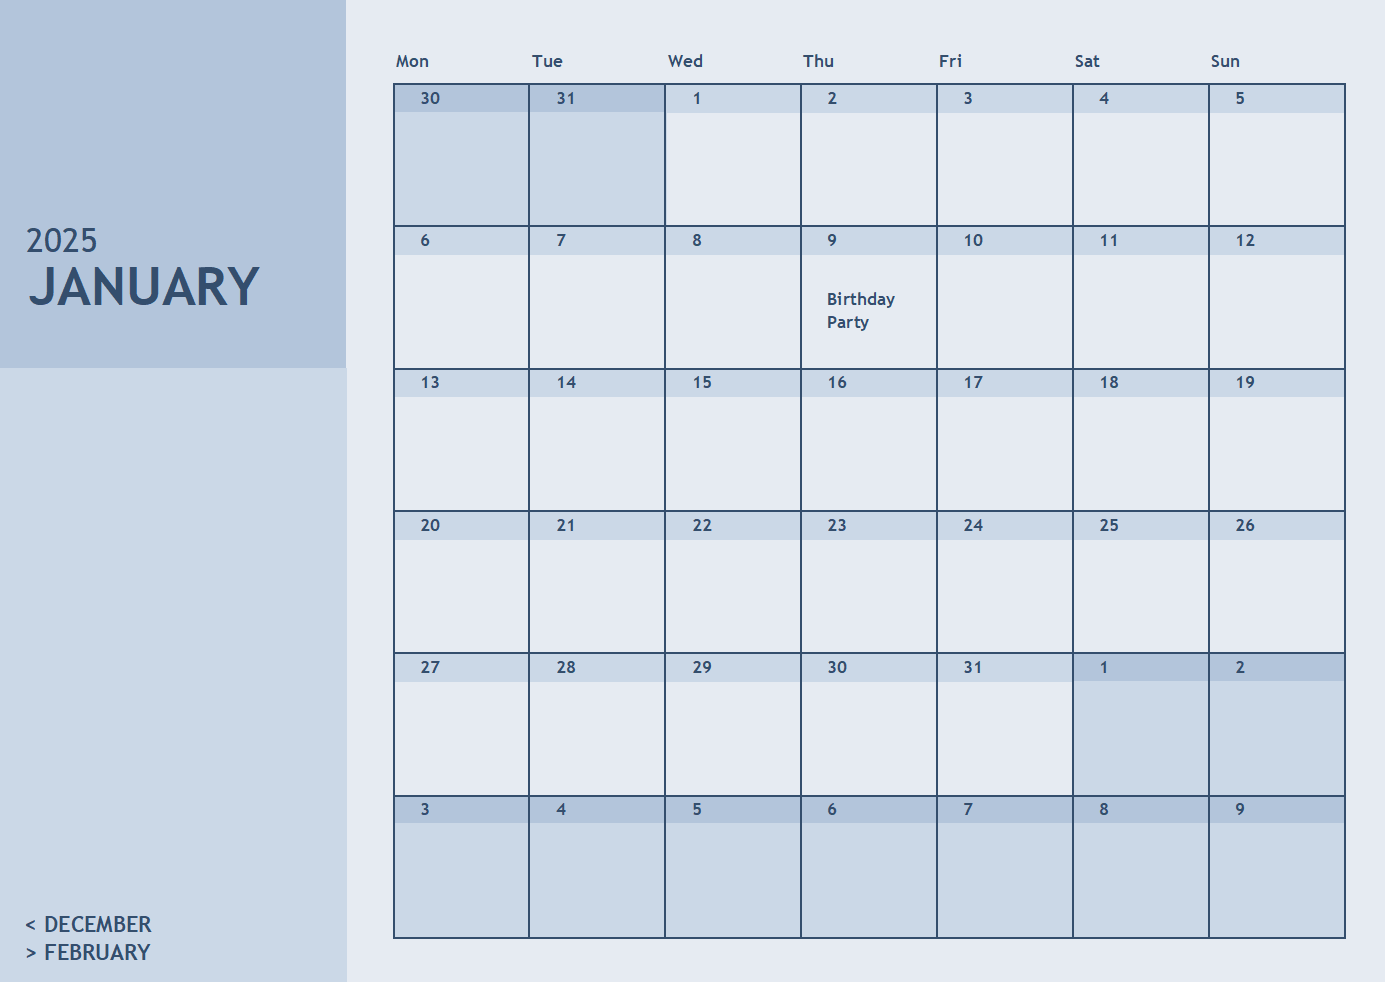 2025
JANUARY
Mon Tue Wed Thu Fri Sat Sun
30 31 1 2 3 4 5
6 7 8 9 10 11 12
Birthday
Party
13 14 15 16 17 18 19
20 21 22 23 24 25 26
27 28 29 30 31 1 2
3 4 5 6 7 8 9
< DECEMBER
> FEBRUARY